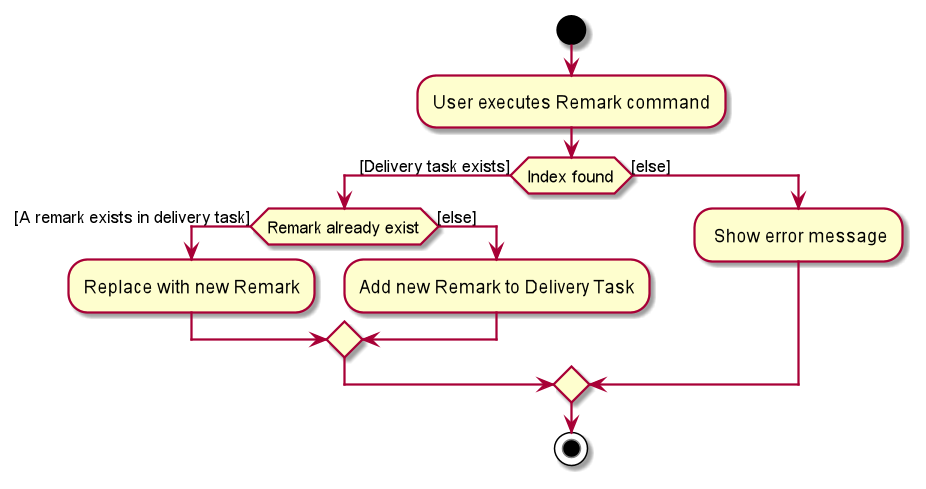 User executes Remark command
[Delivery task exists]
Index found
[else]
[A remark exists in delivery task]
Remark already exist
[else]
Show error message
Replace with new Remark
Add new Remark to Delivery Task